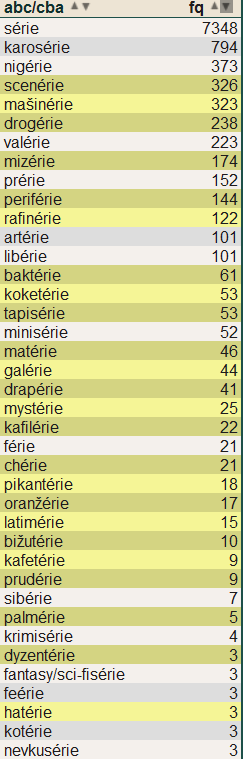 abc/cba ▲▼ fq ▲▼
série 7348
karosérie 794
nigérie 373
scenérie 326
mašinérie 323
drogérie 238
valérie 223
mizérie 174
prérie 152
periférie 144
rafinérie 122
artérie 101
libérie 101
baktérie 61
koketérie 53
tapisérie 53
minisérie 52
matérie 46
galérie 44
drapérie 41
mystérie 25
kafilérie 22
férie 21
chérie 21
pikantérie 18
oranžérie 17
latimérie 15
bižutérie 10
kafetérie 9
prudérie 9
sibérie 7
palmérie 5
krimisérie 4
dyzentérie 3
fantasy/sci-fisérie 3
feérie 3
hatérie 3
kotérie 3
nevkusérie 3